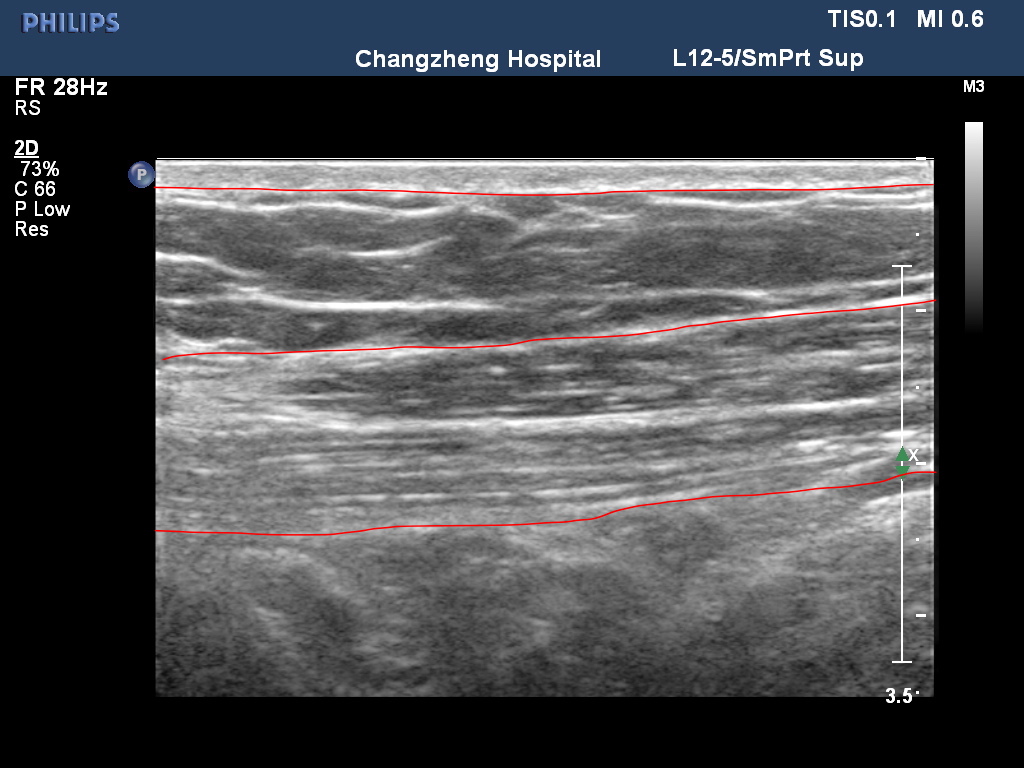 PHILIPS
TIS0.1 MI 0.6
Changzheng Hospital
L12-5/SmPrt Sup
FR 28Hz
RS
M3
2D
73%
C 66
P Low
Res
P
X
3.5